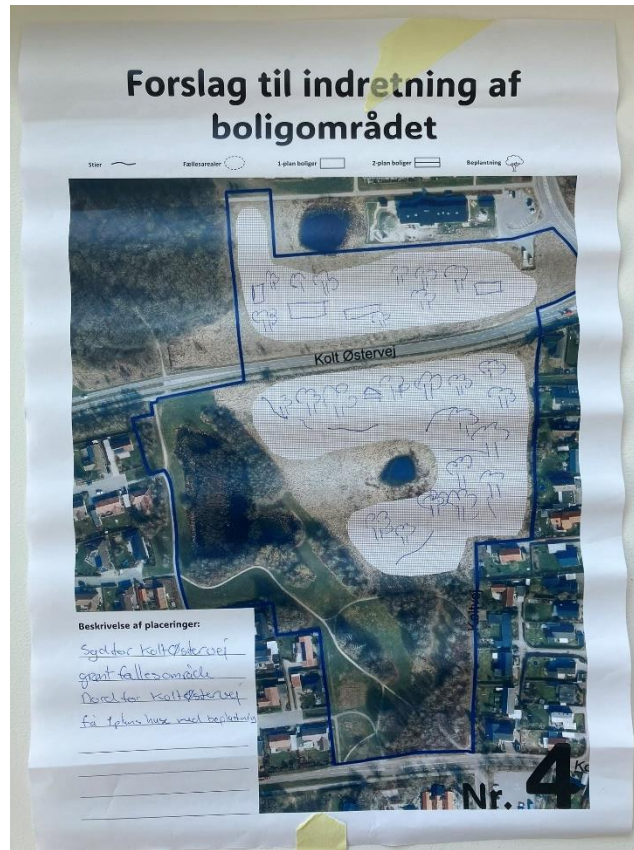 Forslag til indretning af
boligområdet
Stier Fællesarealer 1-plan boliger 2-plan boliger Beplantning
Kolt Østervej
Beskrivelse af placeringer:
Syd for Kolt Østervej
grønt fællesområde
Nord for Kolt Østervej
få 1plans huse med beplantning
Nr. 4